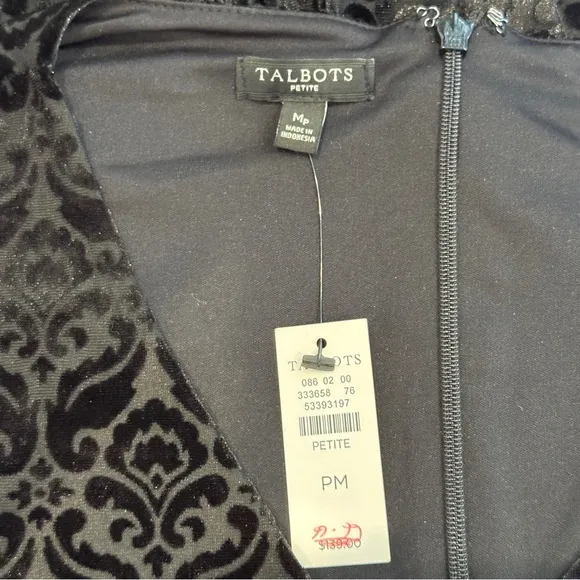 TALBOTS
PETITE
Mp
MADE IN
INDONESIA
TALBOTS
086 02 00
333658 76
53393197
PETITE
PM
$139.00